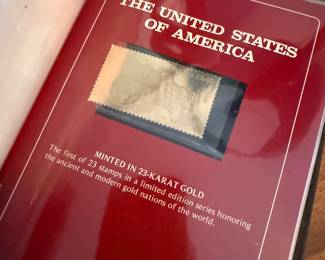 THE UNITED STATES
OF AMERICA
MINTED IN 23-KARAT GOLD
The first of 23 stamps in a limited edition series honoring
the ancient and modern gold nations of the world.